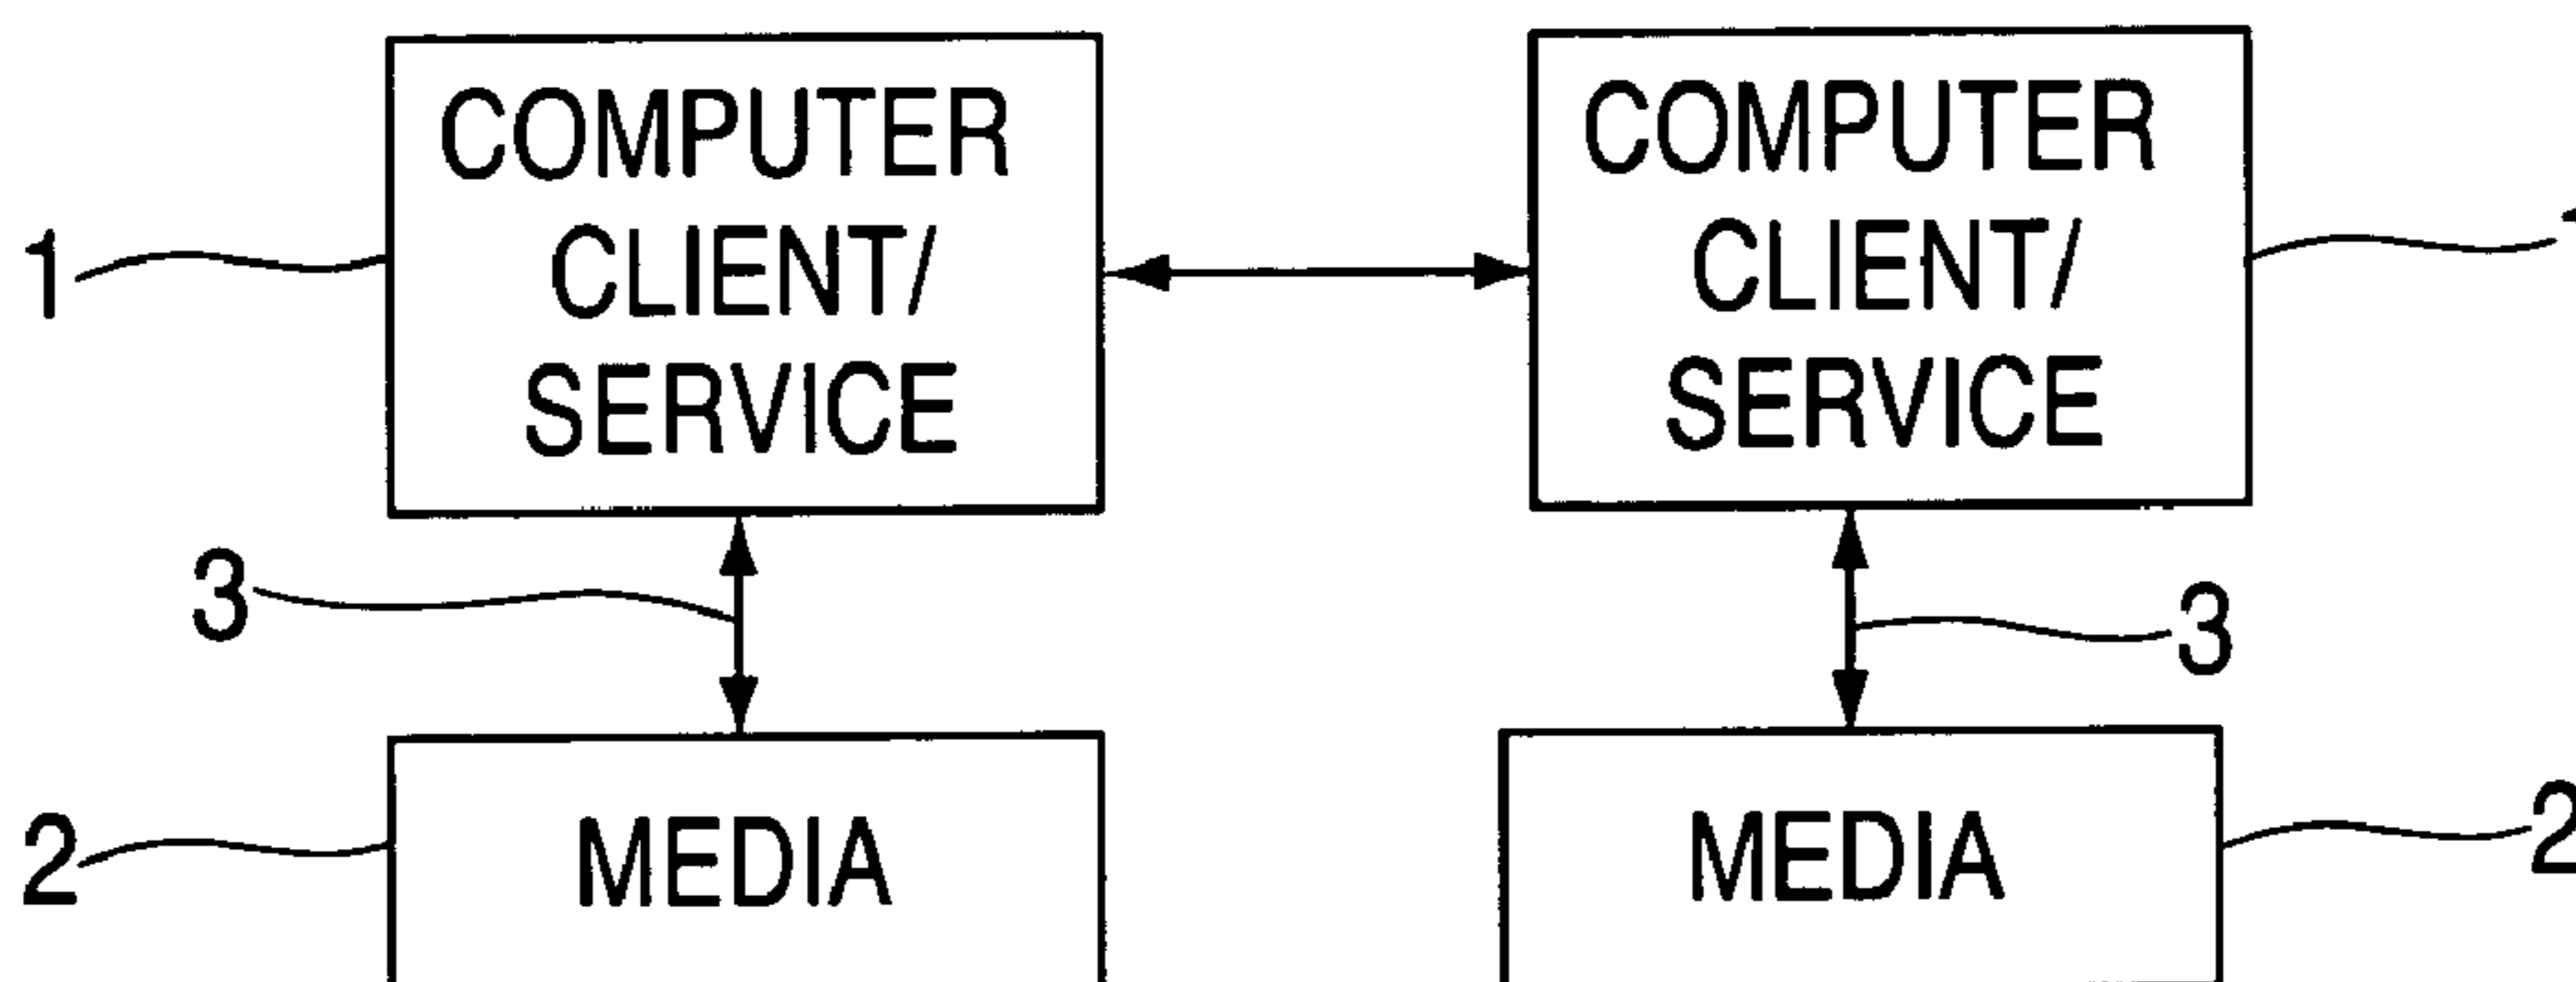 COMPUTER
CLIENT/
SERVICE
COMPUTER
CLIENT/
SERVICE
1
3
3
MEDIA
MEDIA
2
2